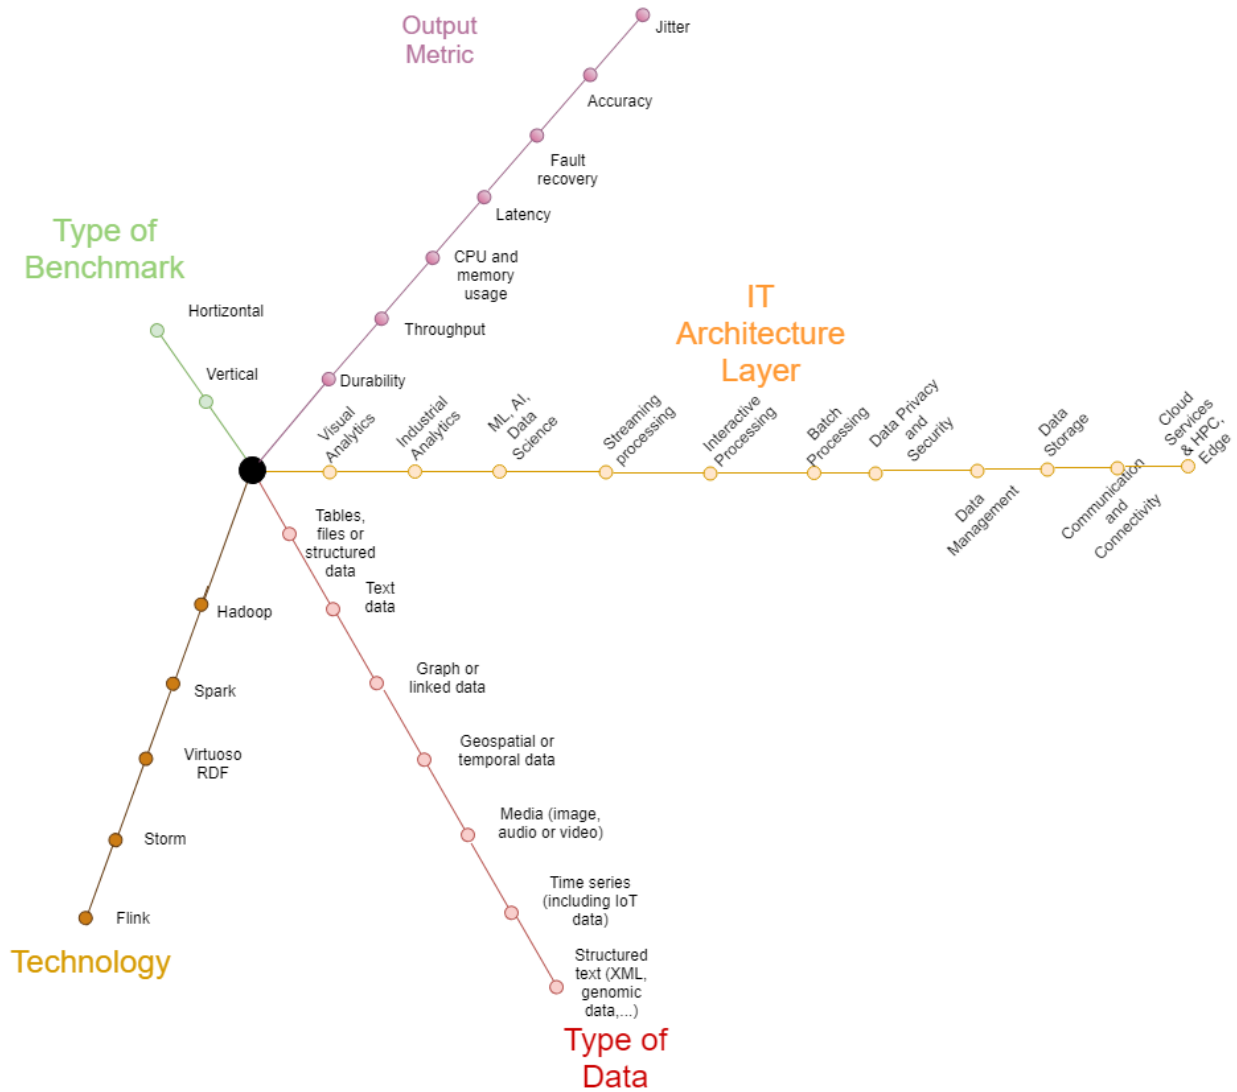 Output
Metric
Jitter
Accuracy
Fault
recovery
Latency
CPU and
memory
usage
Throughput
Durability
Type of
Benchmark
Hortizontal
Vertical
IT
Architecture
Layer
Visual
Analytics
Industrial
Analytics
ML, AI,
Data
Science
Streaming
processing
Interactive
Processing
Batch
Processing
Data Privacy
and
Security
Data
Management
Data
Storage
Communication
and
Connectivity
Cloud
Services
& HPC,
Edge
Tables,
files or
structured
data
Text
data
Graph or
linked data
Geospatial or
temporal data
Media (image,
audio or video)
Time series
(including IoT
data)
Structured
text (XML,
genomic
data,...)
Type of
Data
Hadoop
Spark
Virtuoso
RDF
Storm
Flink
Technology